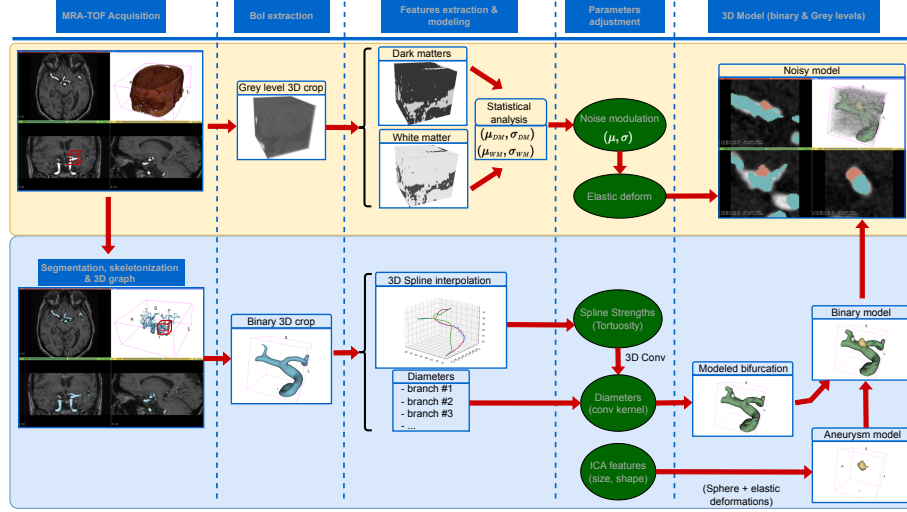 MRA-TOF Acquisition
BoI extraction
Features extraction &
modeling
Parameters
adjustment
3D Model (binary & Grey levels)
Grey level 3D crop
Dark matters
White matter
Statistical
analysis
(μDM, σDM)
(μWM, σWM)
Noise modulation
(μ, σ)
Elastic deform
Noisy model
Segmentation, skeletonization
& 3D graph
Binary 3D crop
3D Spline interpolation
Diameters
- branch #1
- branch #2
- branch #3
- ...
Spline Strengths
(Tortuosity)
3D Conv
Diameters
(conv kernel)
ICA features
(size, shape)
Modeled bifurcation
Binary model
Aneurysm model
(Sphere + elastic
deformations)